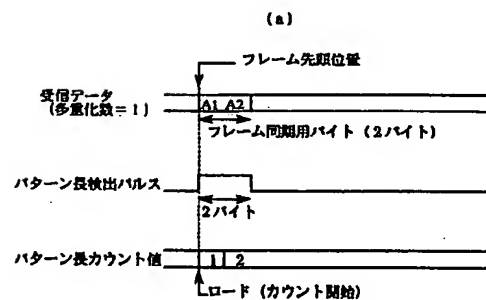 (a)
フレーム先頭位置
受信データ
(多重化数=1)
A1 A2
フレーム同期用バイト (2バイト)
パターン長検出パルス
2バイト
パターン長カウント値
1 2
ロード (カウント開始)